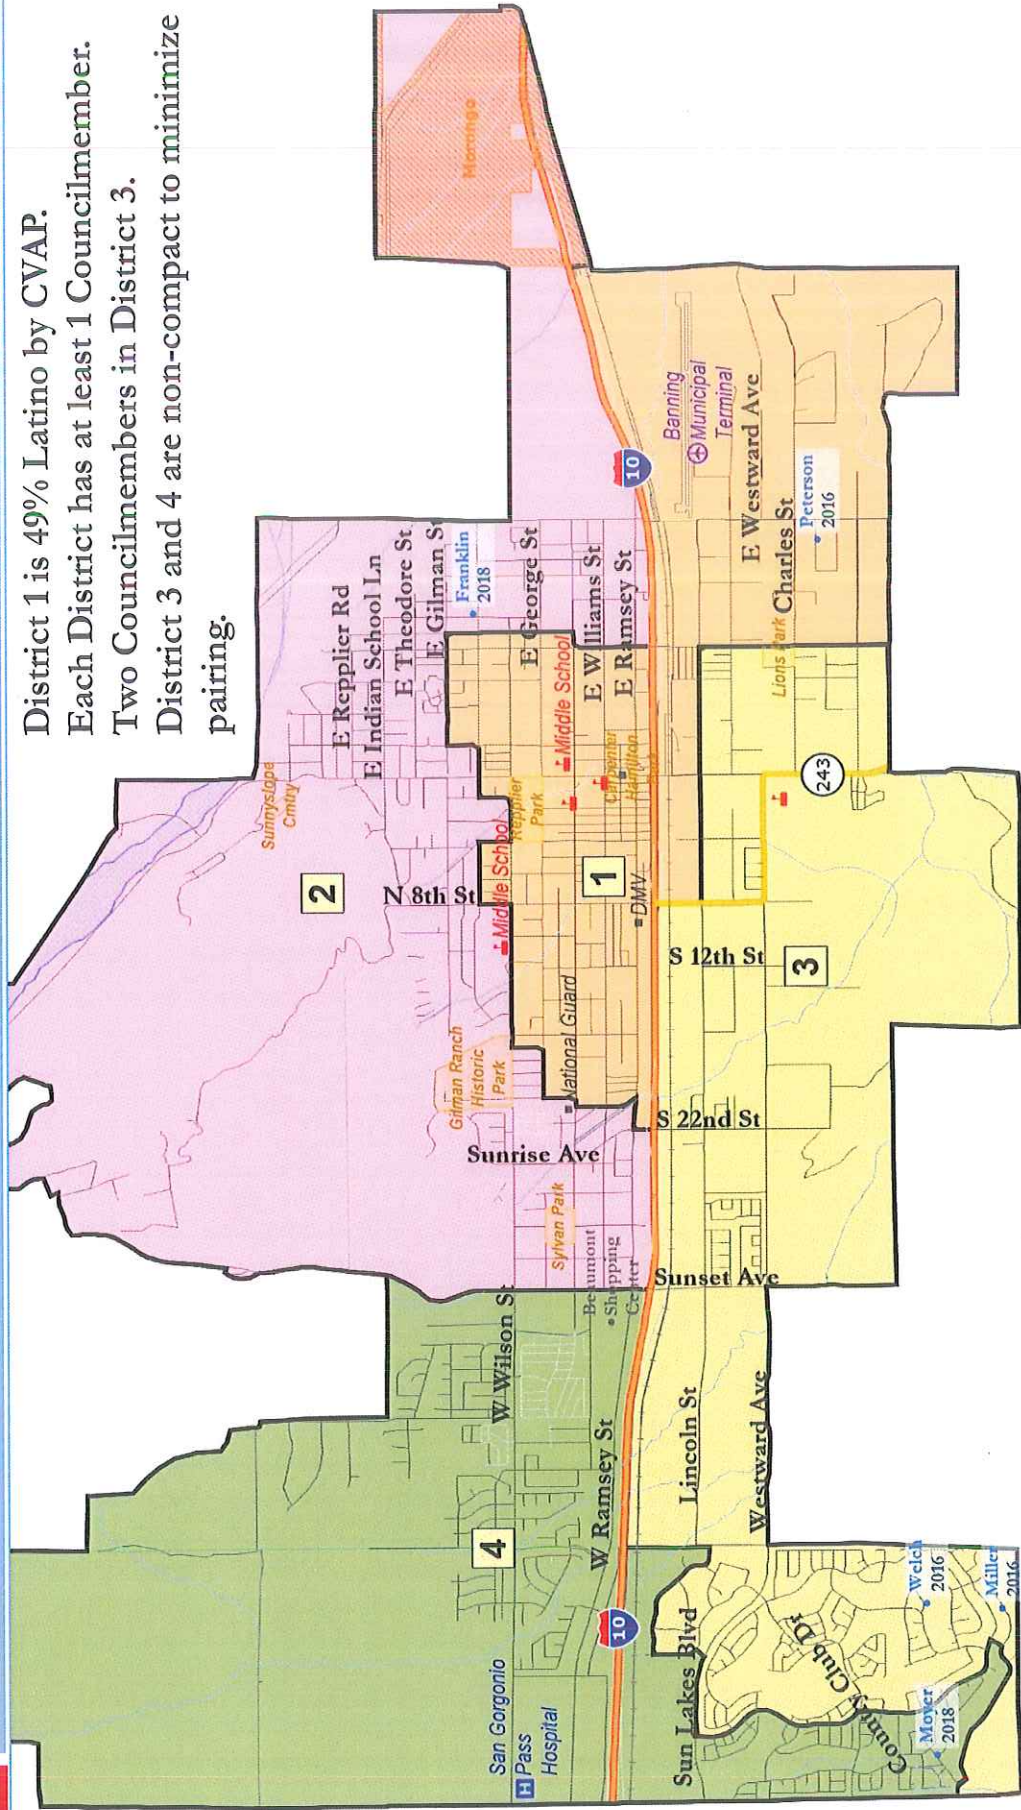 District 1 is 49% Latino by CVAP.
Each District has at least 1 Councilmember.
Two Councilmembers in District 3.
District 3 and 4 are non-compact to minimize
pairing.
Morongo
Sunnyslope
Cmtry
E Repplier Rd
E Indian School Ln
E Theodore St
E Gilman St
Franklin
2018
2
N 8th St
Middle School
Repplier
Park
E George St
Middle School
E Williams St
Carpenter
Hamilton
E Ramsey St
10
Banning
Municipal
Terminal
E Westward Ave
Charles St
Peterson
2016
Lions Park
243
1
DMV
S 12th St
3
Gilman Ranch
Historic
Park
National Guard
S 22nd St
Sunrise Ave
Sylvan Park
Beaumont
Shopping
Center
Sunset Ave
W Wilson St
W Ramsey St
Lincoln St
Westward Ave
4
10
San Gorgonio
H Pass
Hospital
Sun Lakes Blvd
Country Club Dr
Welch
2016
Miller
2016
Moyer
2018